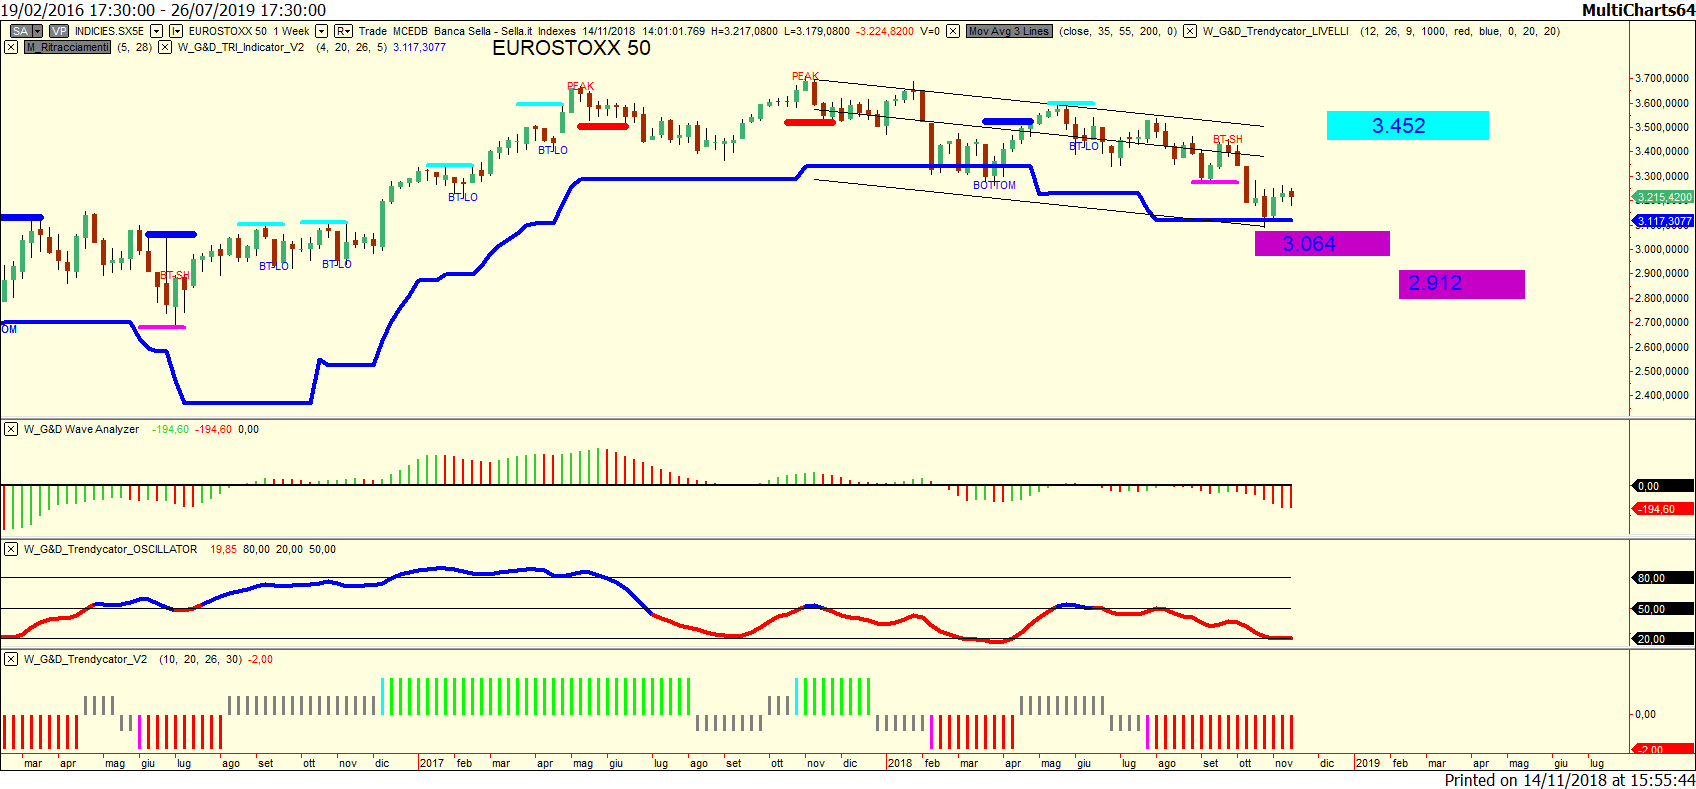 19/02/2016 17:30:00 - 26/07/2019 17:30:00 MultiCharts64
SA VP INDICIES.SX5E EUROSTOXX 50 1 Week R Trade MCEDB Banca Sella - Sella.it Indexes 14/11/2018 14:01:01.769 H=3.217,0800 L=3.179,0800 -3.224,8200 V=0 Mov Avg 3 Lines (close, 35, 55, 200, 0) W_G&D_Trendycator_LIVELLI (12, 26, 9, 1000, red, blue, 0, 20, 20)
M_Ritracciamenti (5, 28) W_G&D_TRI_Indicator_V2 (4, 20, 26, 5) 3.117,3077 EUROSTOXX 50
PEAK
PEAK
3.700,0000
3.600,0000
3.452
3.500,0000
BT-SH
BT-LO
BT-LO
3.400,0000
3.300,0000
BOTTOM
BT-LO
3.215,4200
3.117,3077
3.064
3.000,0000
BT-LO
BT-LO
BT-SH
2.900,0000
2.912
2.800,0000
2.700,0000
OM
2.600,0000
2.500,0000
2.400,0000
W_G&D Wave Analyzer -194,60 -194,60 0,00
0,00
-194,60
W_G&D_Trendycator_OSCILLATOR 19,85 80,00 20,00 50,00
80,00
50,00
20,00
W_G&D_Trendycator_V2 (10, 20, 26, 30) -2,00
0,00
-2,00
mar apr mag giu lug ago set ott nov dic 2017 feb mar apr mag giu lug ago set nov dic 2018 feb mar apr mag giu lug ago set ott nov dic 2019 feb mar apr mag giu lug
Printed on 14/11/2018 at 15:55:44